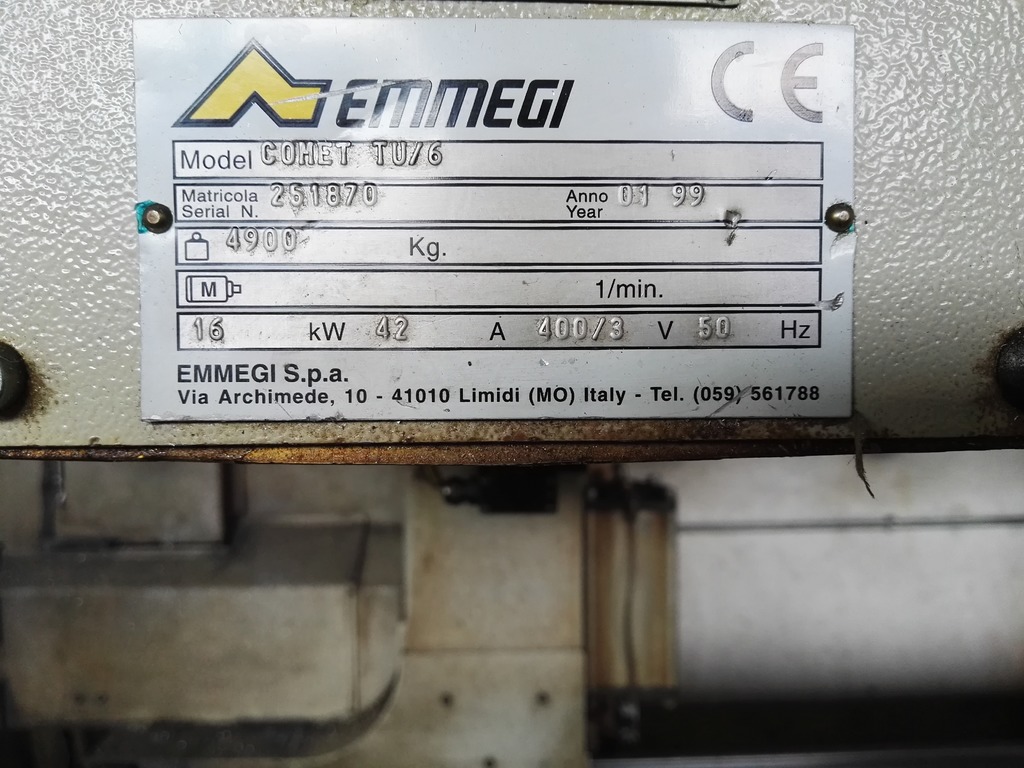 EMMEGI CE
Model COMET TU/6
Matricola
Serial N. 251870 Anno
Year 01 99
4900 Kg.
M 1/min.
16 kW 42 A 400/3 V 50 Hz
EMMEGI S.p.a.
Via Archimede, 10 - 41010 Limidi (MO) Italy - Tel. (059) 561788